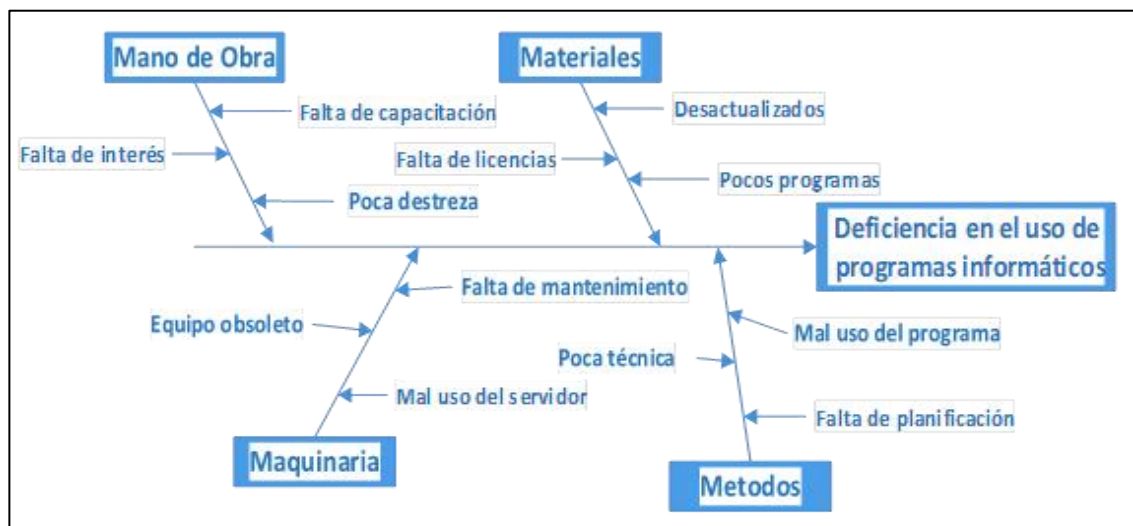 Mano de Obra
Materiales
Falta de capacitación
Desactualizados
Falta de interés
Falta de licencias
Pocos programas
Poca destreza
Deficiencia en el uso de
programas informáticos
Falta de mantenimiento
Equipo obsoleto
Mal uso del programa
Poca técnica
Mal uso del servidor
Falta de planificación
Maquinaria
Metodos